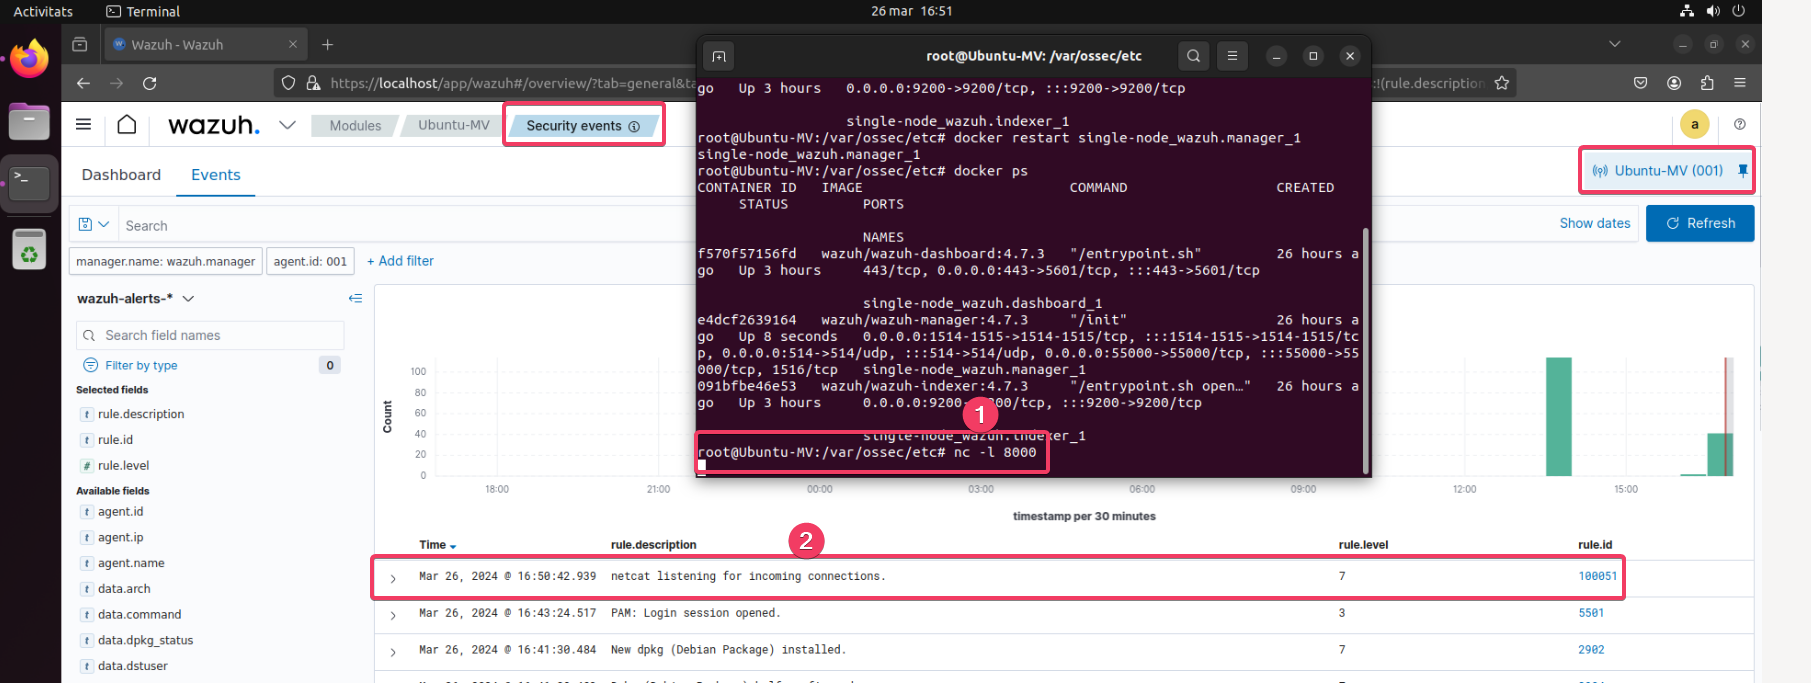 Activitats
Terminal
26 mar 16:51
Wazuh - Wazuh
https://localhost/app/wazuh#/overview/?tab=general&ta
:!(rule.description
root@Ubuntu-MV: /var/ossec/etc
go   Up 3 hours   0.0.0.0:9200->9200/tcp, :::9200->9200/tcp
single-node_wazuh.indexer_1
root@Ubuntu-MV:/var/ossec/etc# docker restart single-node_wazuh.manager_1
single-node_wazuh.manager_1
root@Ubuntu-MV:/var/ossec/etc# docker ps
CONTAINER ID   IMAGE   COMMAND   CREATED
STATUS   PORTS
NAMES
f570f57156fd   wazuh/wazuh-dashboard:4.7.3   "/entrypoint.sh"   26 hours a
go   Up 3 hours   443/tcp, 0.0.0.0:443->5601/tcp, :::443->5601/tcp
single-node_wazuh.dashboard_1
e4dcf2639164   wazuh/wazuh-manager:4.7.3   "/init"   26 hours a
go   Up 8 seconds   0.0.0.0:1514-1515->1514-1515/tcp, :::1514-1515->1514-1515/tc
p, 0.0.0.0:514->514/udp, :::514->514/udp, 0.0.0.0:55000->55000/tcp, :::55000->55
000/tcp, 1516/tcp   single-node_wazuh.manager_1
091bfbe46e53   wazuh/wazuh-indexer:4.7.3   "/entrypoint.sh open…"   26 hours a
go   Up 3 hours   0.0.0.0:9200->9200/tcp, :::9200->9200/tcp
1
single-node_wazuh.indexer_1
root@Ubuntu-MV:/var/ossec/etc# nc -l 8000
wazuh.
Modules
Ubuntu-MV
Security events
a
Dashboard
Events
Ubuntu-MV (001)
Search
Show dates
Refresh
manager.name: wazuh.manager
agent.id: 001
+ Add filter
wazuh-alerts-*
Search field names
Filter by type
0
Selected fields
t rule.description
t rule.id
# rule.level
Available fields
t agent.id
t agent.ip
t agent.name
t data.arch
t data.command
t data.dpkg_status
t data.dstuser
Count
100
80
60
40
20
0
18:00 21:00 00:00 03:00 06:00 09:00 12:00 15:00
timestamp per 30 minutes
2
Time rule.description rule.level rule.id
Mar 26, 2024 @ 16:50:42.939 netcat listening for incoming connections. 7 100051
Mar 26, 2024 @ 16:43:24.517 PAM: Login session opened. 3 5501
Mar 26, 2024 @ 16:41:30.484 New dpkg (Debian Package) installed. 7 2902